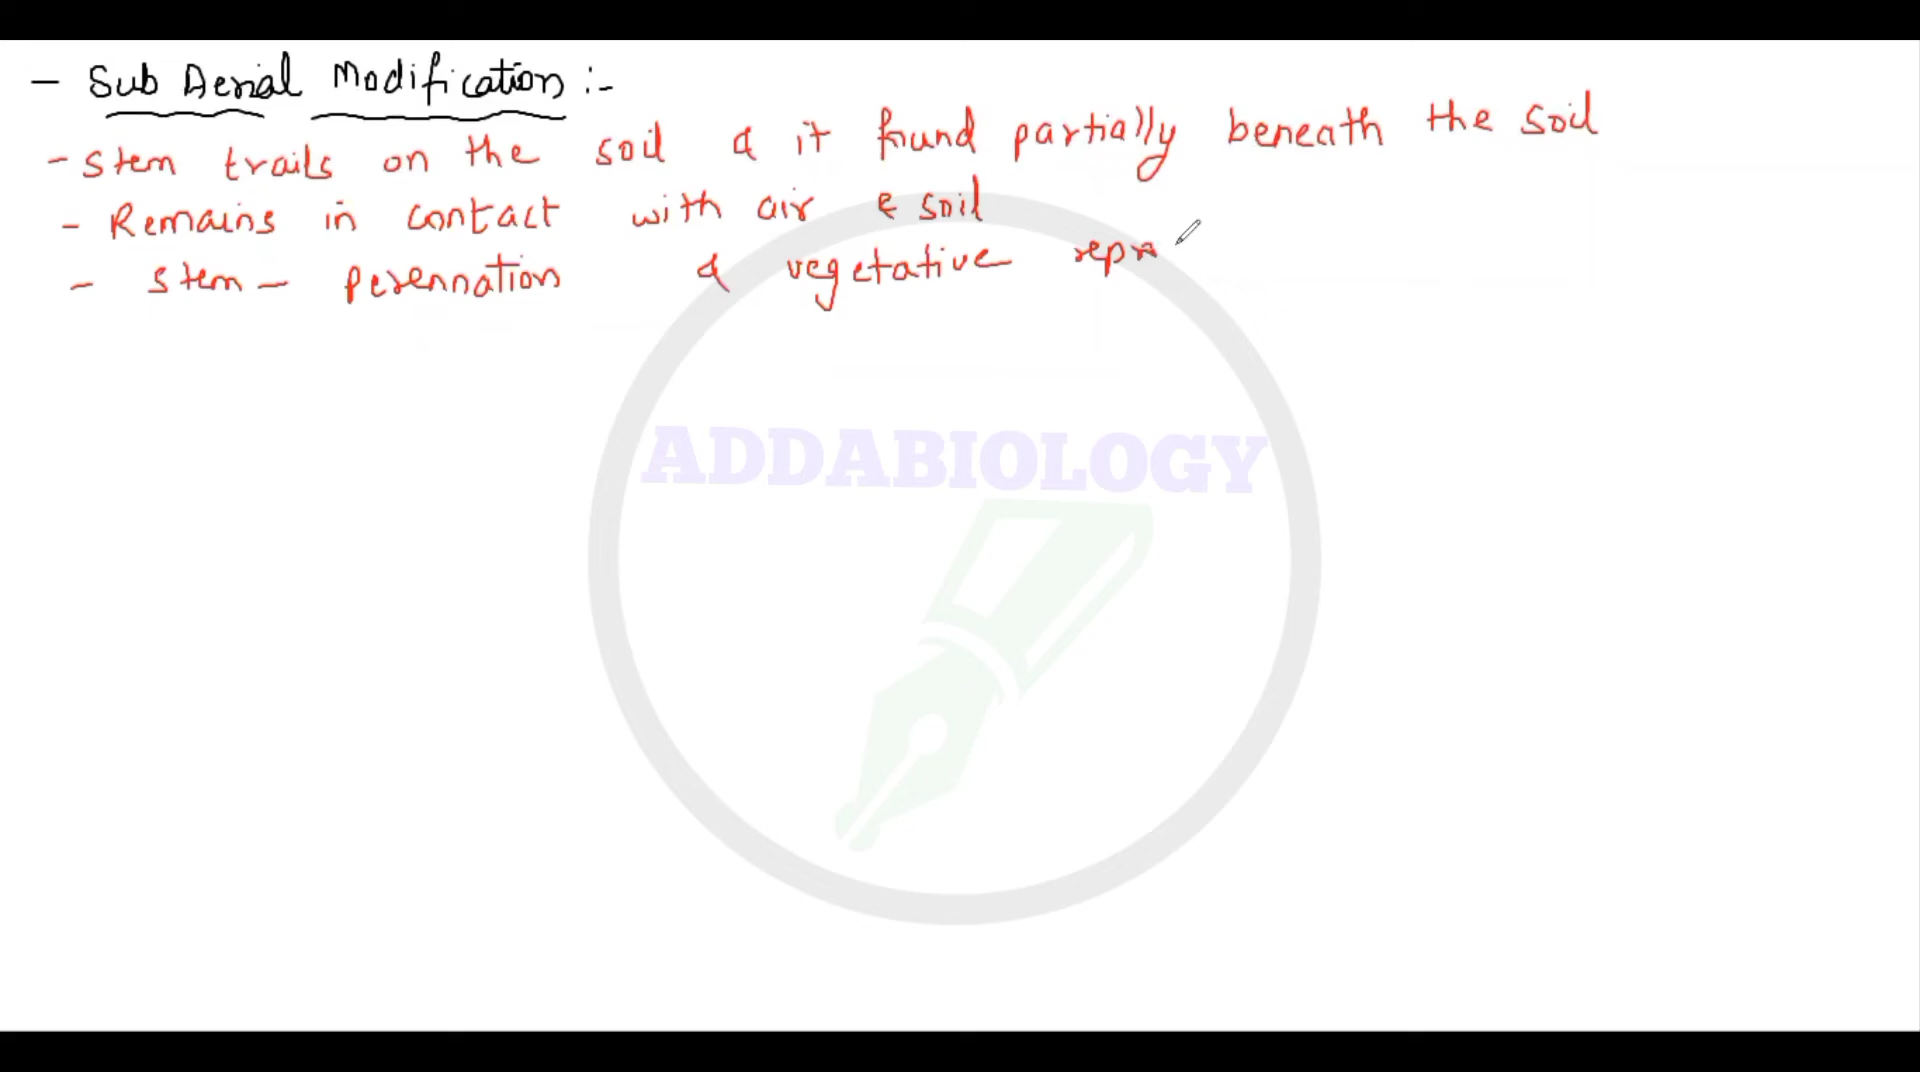 - Sub Aerial Modification :-
- Stem trails on the soil & it found partially beneath the soil
- Remains in contact with air & soil
- Stem - Perennation & vegetative repro
ADDABIOLOGY